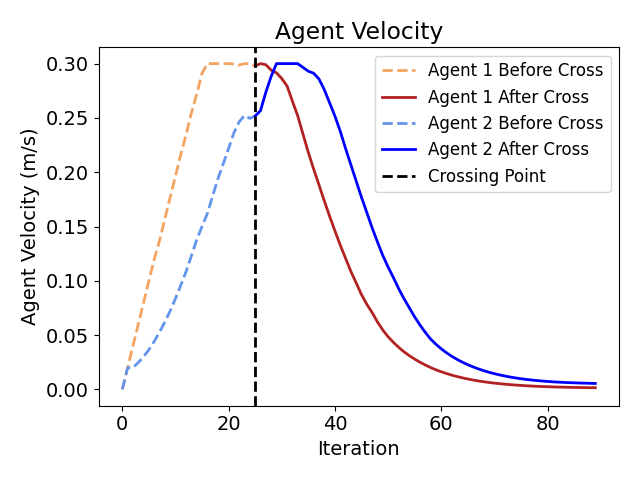 Agent Velocity
Agent Velocity (m/s)
0.30
0.25
0.20
0.15
0.10
0.05
0.00
Agent 1 Before Cross
Agent 1 After Cross
Agent 2 Before Cross
Agent 2 After Cross
Crossing Point
0 20 40 60 80
Iteration